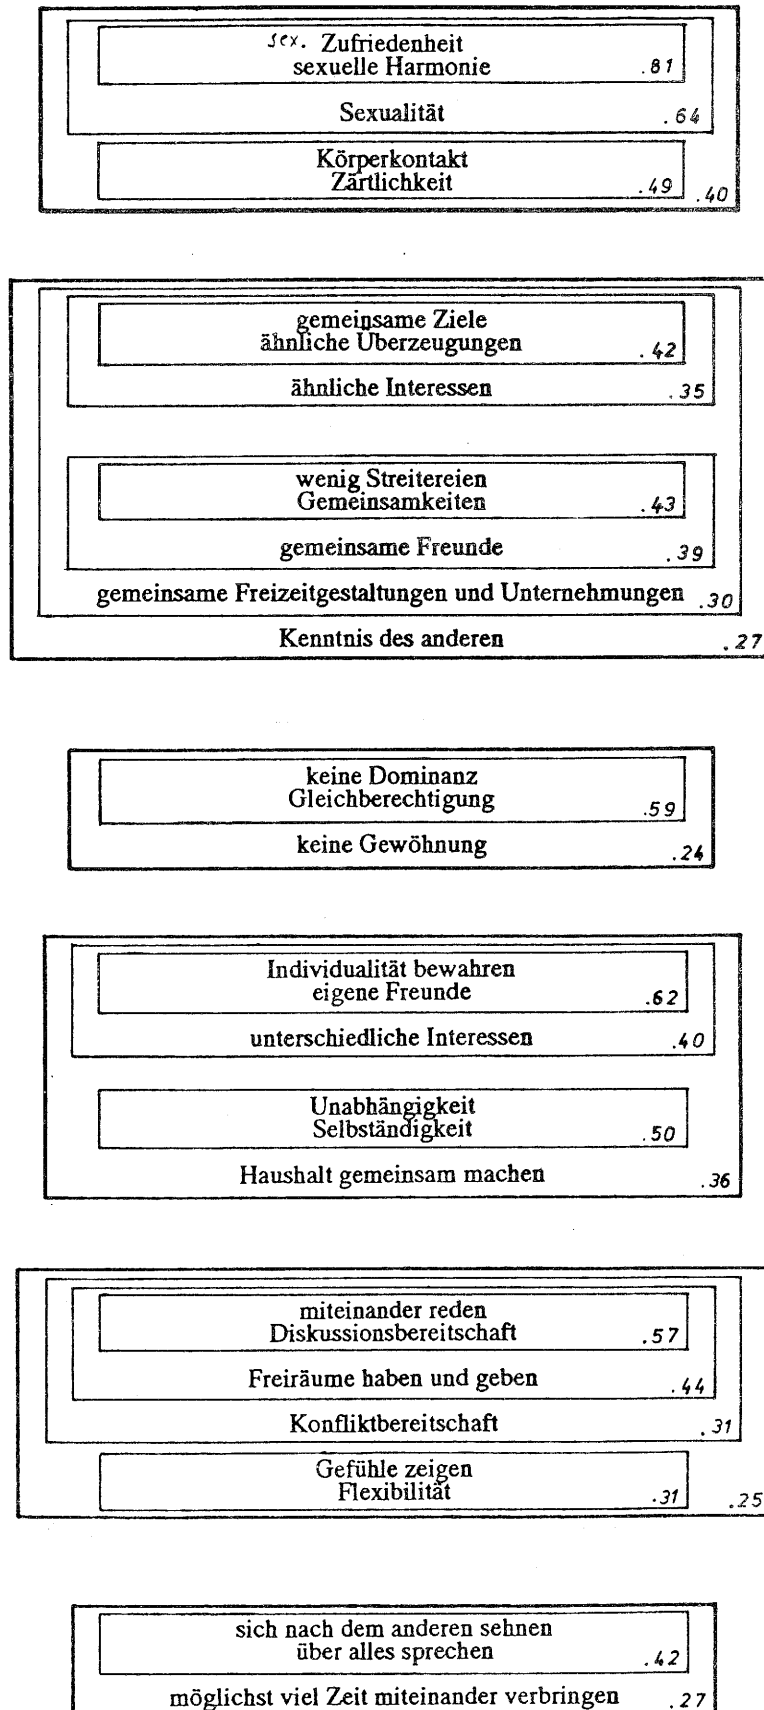 sex. Zufriedenheit
sexuelle Harmonie .81
Sexualität .64
Körperkontakt
Zärtlichkeit .49 .40
gemeinsame Ziele
ähnliche Überzeugungen .42
ähnliche Interessen .35
wenig Streitereien
Gemeinsamkeiten .43
gemeinsame Freunde .39
gemeinsame Freizeitgestaltungen und Unternehmungen .30
Kenntnis des anderen .27
keine Dominanz
Gleichberechtigung .59
keine Gewöhnung .24
Individualität bewahren
eigene Freunde .62
unterschiedliche Interessen .40
Unabhängigkeit
Selbständigkeit .50
Haushalt gemeinsam machen .36
miteinander reden
Diskussionsbereitschaft .57
Freiräume haben und geben .44
Konfliktbereitschaft .31
Gefühle zeigen
Flexibilität .31 .25
sich nach dem anderen sehnen
über alles sprechen .42
möglichst viel Zeit miteinander verbringen .27